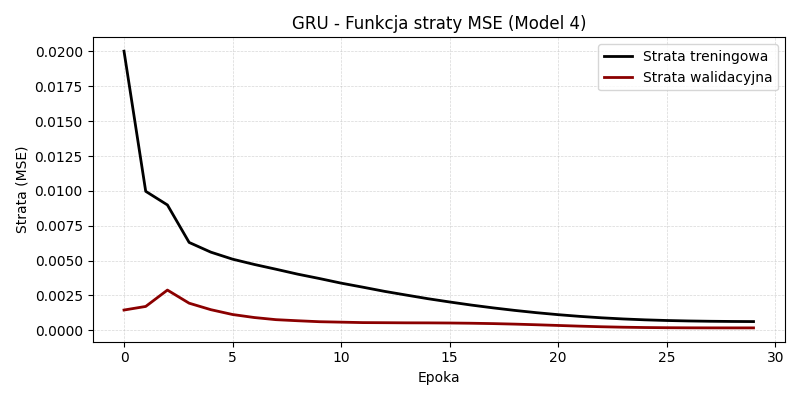 GRU - Funkcja straty MSE (Model 4)
Strata treningowa
Strata walidacyjna
Strata (MSE)
0.0200
0.0175
0.0150
0.0125
0.0100
0.0075
0.0050
0.0025
0.0000
0 5 10 15 20 25 30
Epoka